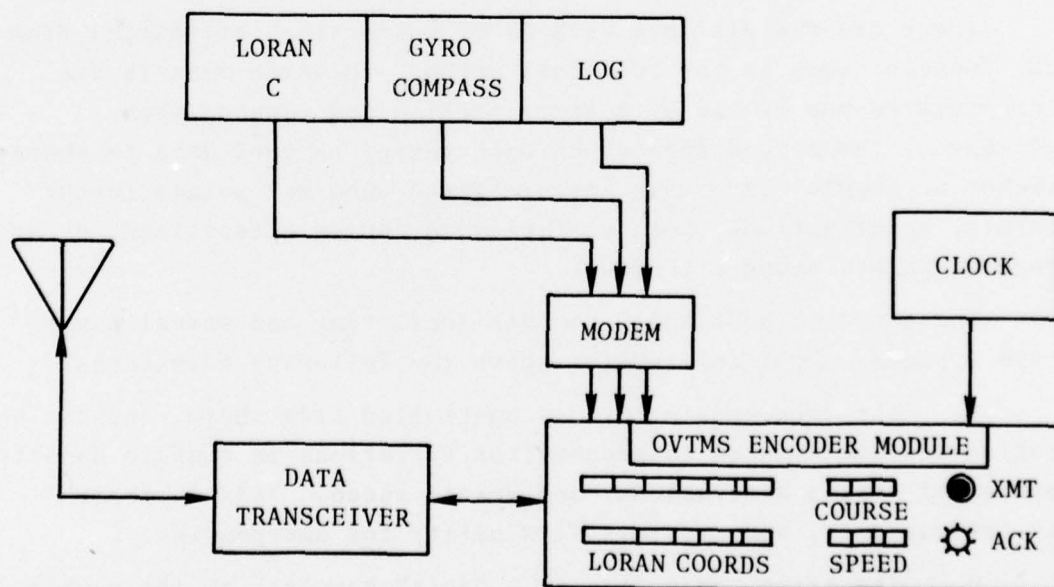 LORAN
C
GYRO
COMPASS
LOG
CLOCK
MODEM
OVTMS ENCODER MODULE
DATA
TRANSCEIVER
COURSE
XMT
LORAN COORDS
SPEED
ACK